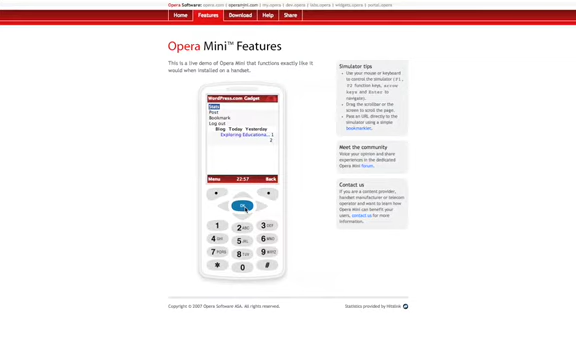 Opera Software: opera.com | operamini.com | my.opera | dev.opera | labs.opera | widgets.opera | portal.opera
Home Features Download Help Share
Opera Mini™ Features
This is a live demo of Opera Mini that functions exactly like it
would when installed on a handset.
WordPress.com Gadget
Stats
Post
Bookmark
Log out
Blog Today Yesterday
Exploring Educationa... 1
2
Menu 22:57 Back
OK
1 2 ABC 3 DEF
4 GHI 5 JKL 6 MNO
7 PQRS 8 TUV 9 WXYZ
* 0 #
Simulator tips
• Use your mouse or keyboard
to control the simulator (F1,
F2 function keys, arrow
keys and Enter to
navigate).
• Drag the scrollbar or the
screen to scroll the page.
• Post an URL directly to the
simulator using a simple
bookmarklet.
Meet the community
Voice your opinion and share
experiences in the dedicated
Opera Mini forum.
Contact us
If you are a content provider,
handset manufacturer or telecom
operator and want to learn how
Opera Mini can benefit your
users, contact us for more
information.
Copyright © 2007 Opera Software ASA. All rights reserved.
Statistics provided by Hitslink